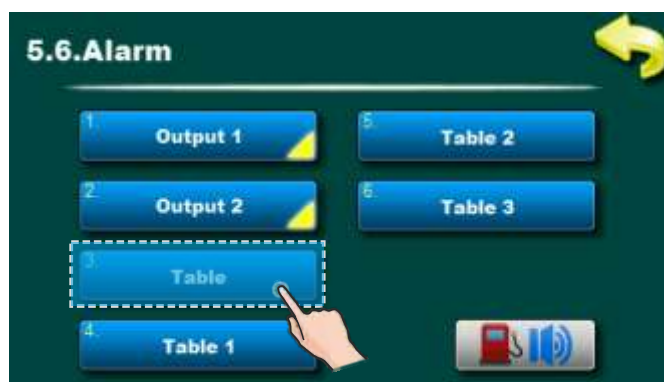 5.6.Alarm
1. Output 1
2. Output 2
3. Table
4. Table 1
5. Table 2
6. Table 3